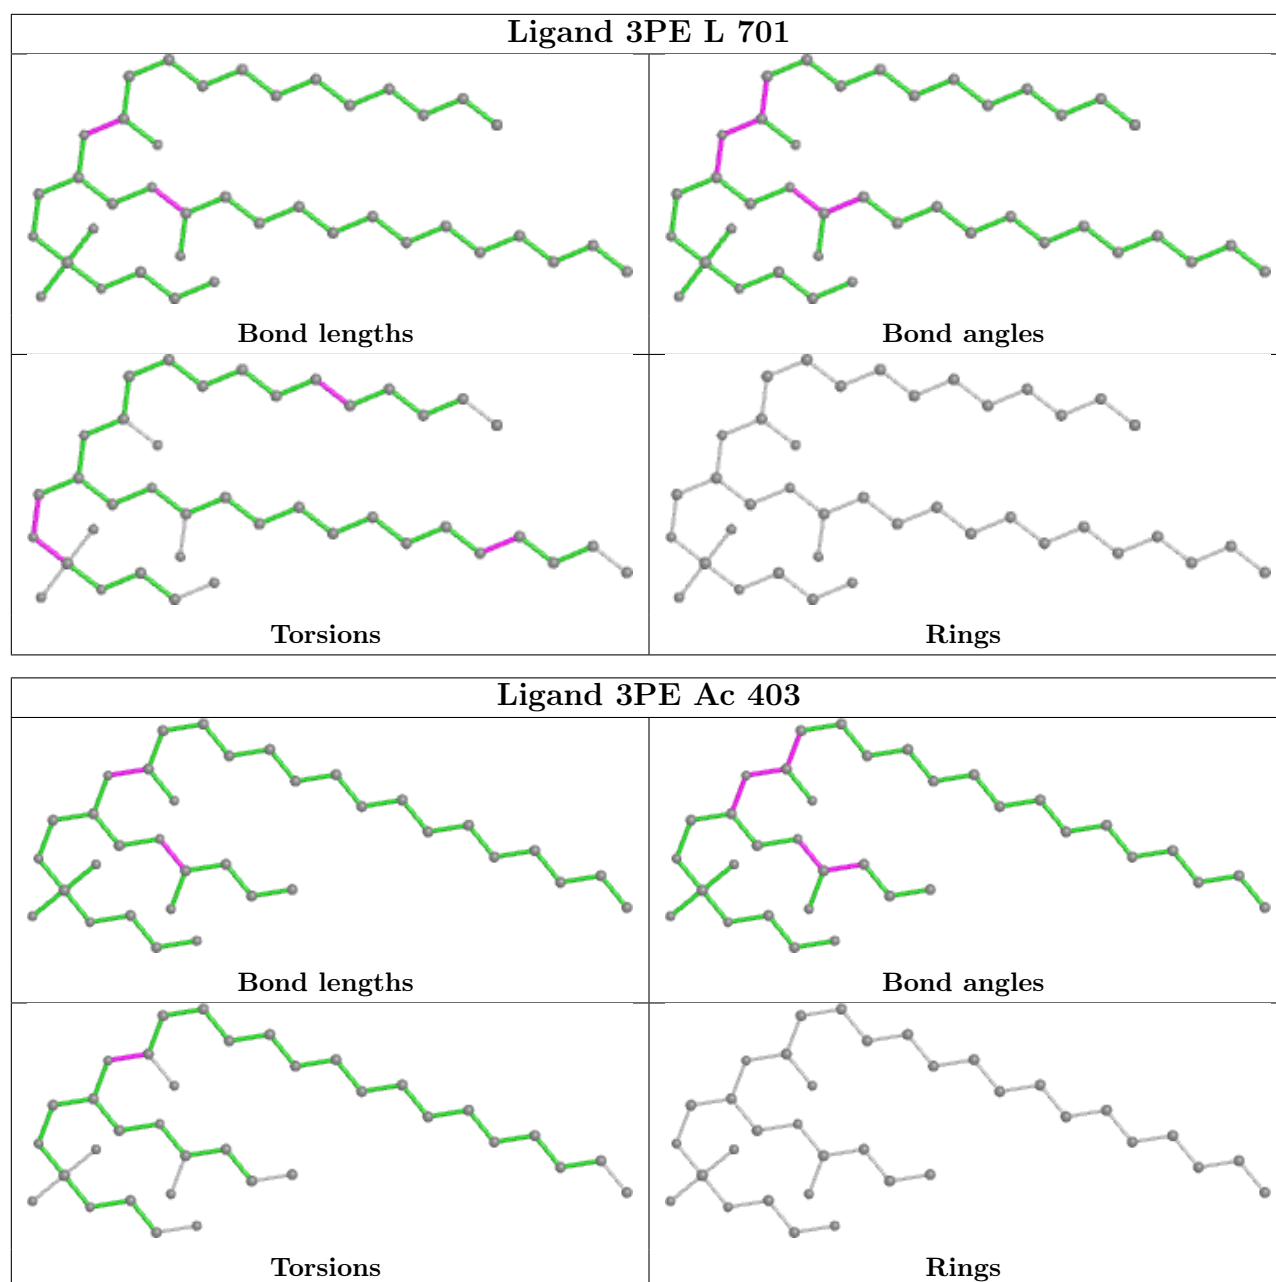 Ligand 3PE L 701
Bond lengths
Bond angles
Torsions
Rings
Ligand 3PE Ac 403
Bond lengths
Bond angles
Torsions
Rings